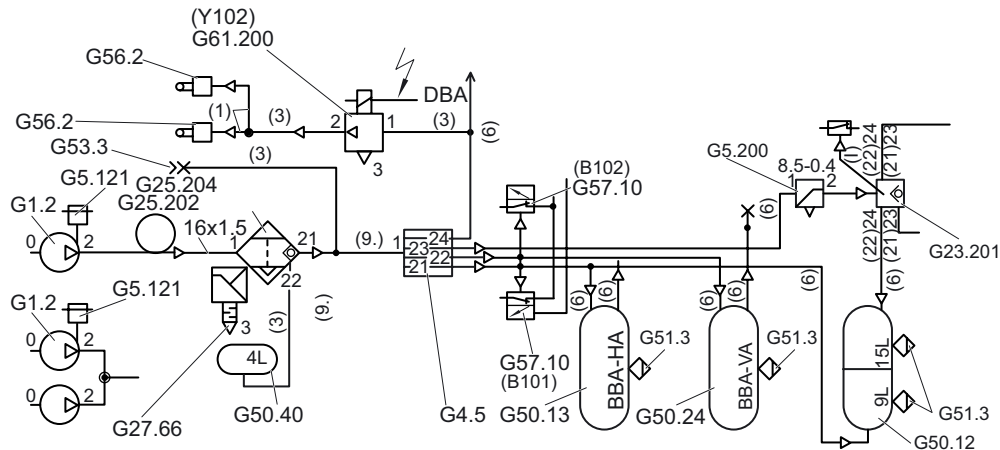 (Y102)
G61.200
G56.2
G56.2
(1)
(3)
2
1
3
(3)
DBA
(6)
G53.3
(3)
G25.204
G25.202
G5.121
G1.2
0
2
16x1.5
1
21
22
(9.)
(9.)
(3)
3
1
24
23
22
21
(B102)
G57.10
G5.200
8.5-0.4
1
2
(6)
(I)
(22)24
(21)23
(22)24
(21)23
G23.201
(6)
(6)
G5.121
G1.2
0
2
0
2
4L
G27.66
G50.40
G4.5
G57.10
(B101)
G50.13
(6)
(6)
BBA-HA
G51.3
G50.24
(6)
(6)
BBA-VA
G51.3
15L
9L
G51.3
G50.12